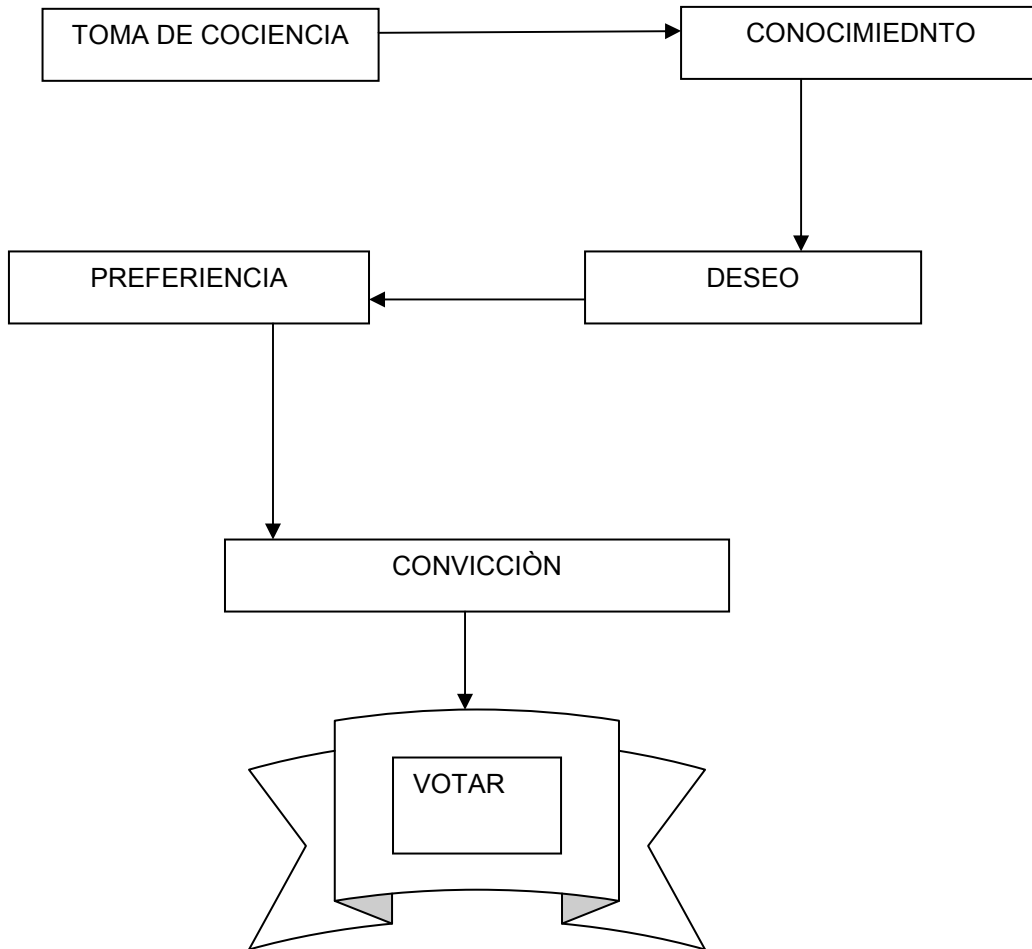 TOMA DE COCIENCIA
CONOCIMIEDNTO
PREFERIENCIA
DESEO
CONVICCIÒN
VOTAR